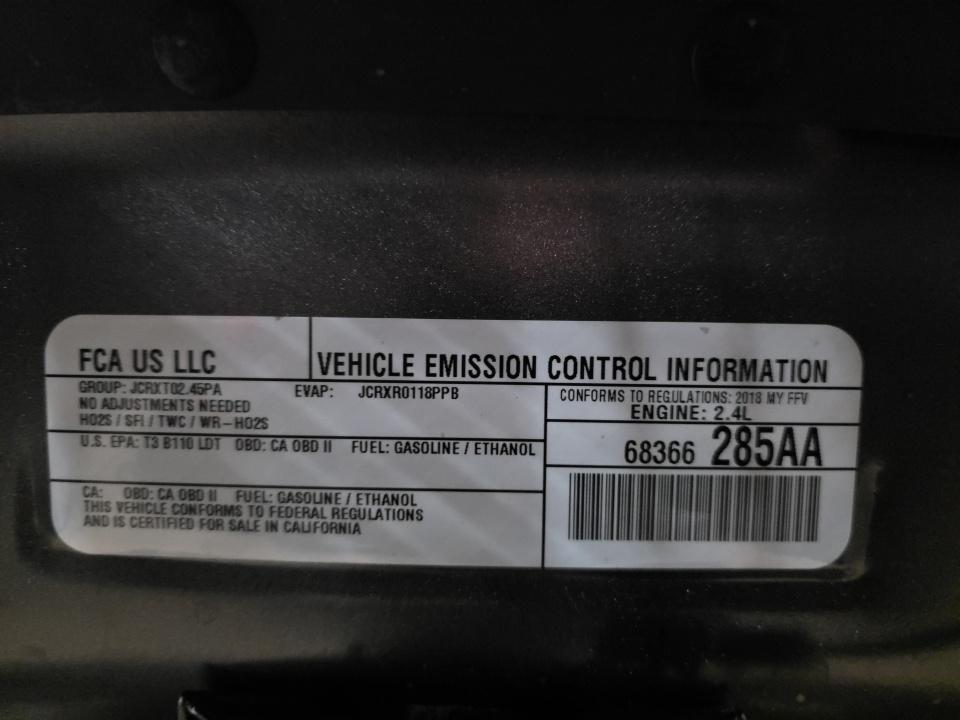 FCA US LLC
VEHICLE EMISSION CONTROL INFORMATION
GROUP: JCRXT02.45PA EVAP: JCRXR0118PPB
NO ADJUSTMENTS NEEDED
HO2S / SFI / TWC / WR-HO2S
CONFORMS TO REGULATIONS: 2018 MY FFV
ENGINE: 2.4L
U.S. EPA: T3 B110 LDT OBD: CA OBD II FUEL: GASOLINE / ETHANOL
68366 285AA
CA: OBD: CA OBD II FUEL: GASOLINE / ETHANOL
THIS VEHICLE CONFORMS TO FEDERAL REGULATIONS
AND IS CERTIFIED FOR SALE IN CALIFORNIA